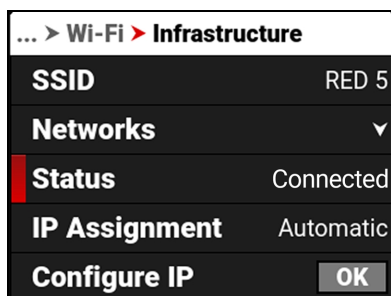 ... > Wi-Fi > Infrastructure
SSID RED 5
Networks
Status Connected
IP Assignment Automatic
Configure IP OK